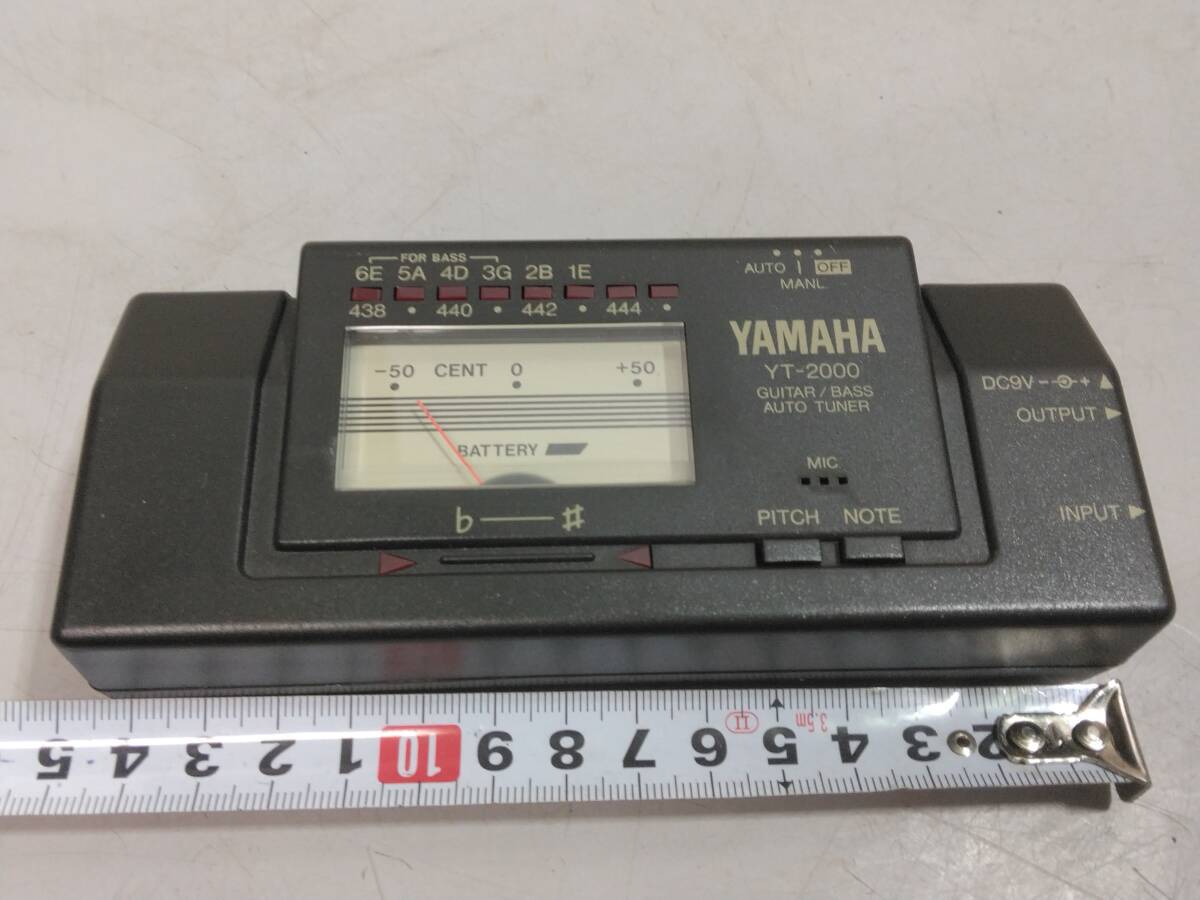 FOR BASS
6E 5A 4D 3G 2B 1E
438 • 440 • 442 • 444 •
AUTO | OFF
MANL
YAMAHA
YT-2000
GUITAR / BASS
AUTO TUNER
-50 CENT 0 +50
BATTERY
MIC
♭ ♯
PITCH NOTE
DC9V
OUTPUT ▶
INPUT ▶
5 4 3 2 1 10 9 8 7 6 5 4 3 2
3.5m
II